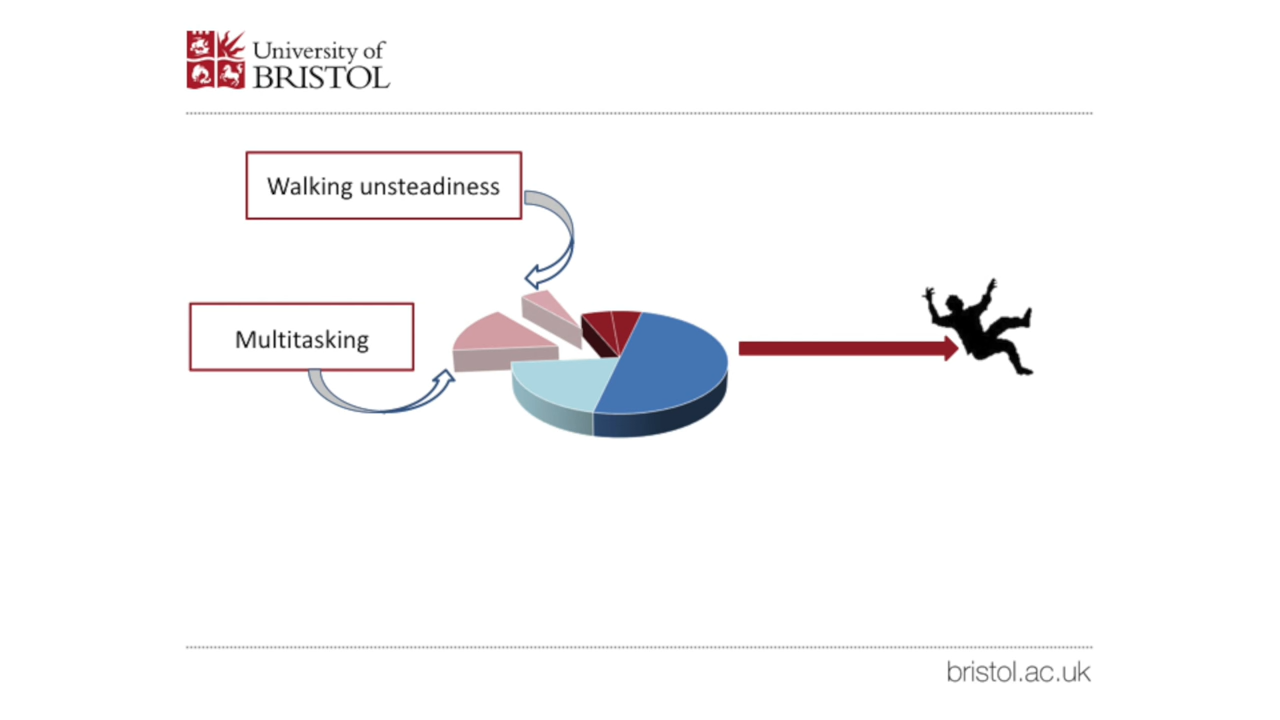 University of
BRISTOL
Walking unsteadiness
Multitasking
bristol.ac.uk